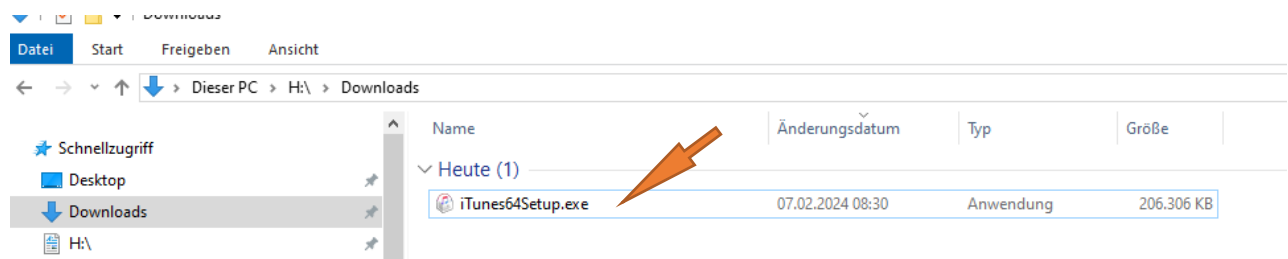 Downloads
Datei Start Freigeben Ansicht
Dieser PC > H:\ > Downloads
Name Änderungsdatum Typ Größe
Schnellzugriff
Heute (1)
Desktop
iTunes64Setup.exe 07.02.2024 08:30 Anwendung 206.306 KB
Downloads
H:\